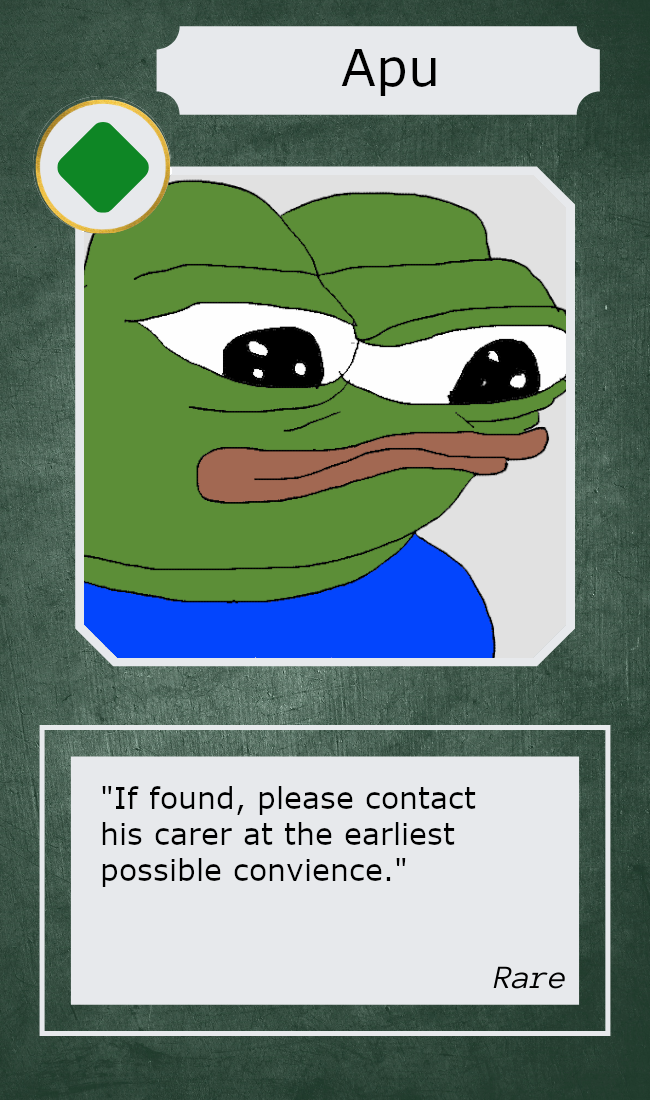 Apu
"If found, please contact
his carer at the earliest
possible convience."
Rare